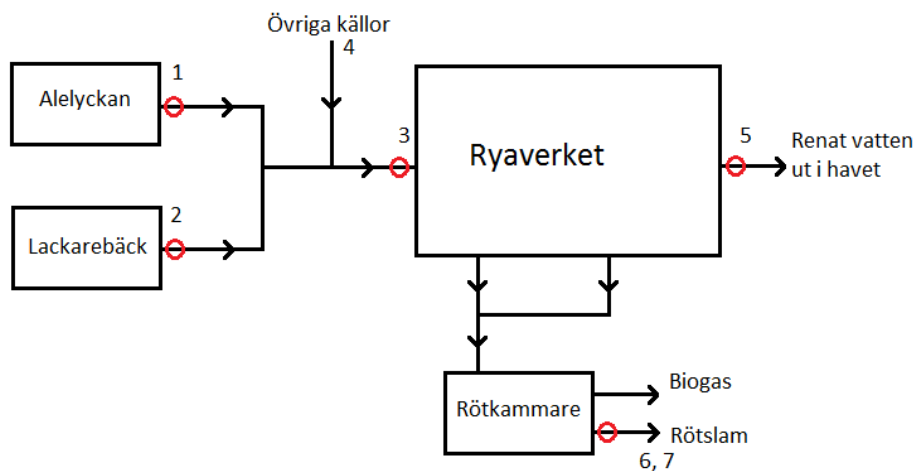 Övriga källor
4
1
Alelyckan
3
5
Ryaverket
Renat vatten
ut i havet
2
Lackarebäck
Biogas
Rötkammare
Rötslam
6, 7